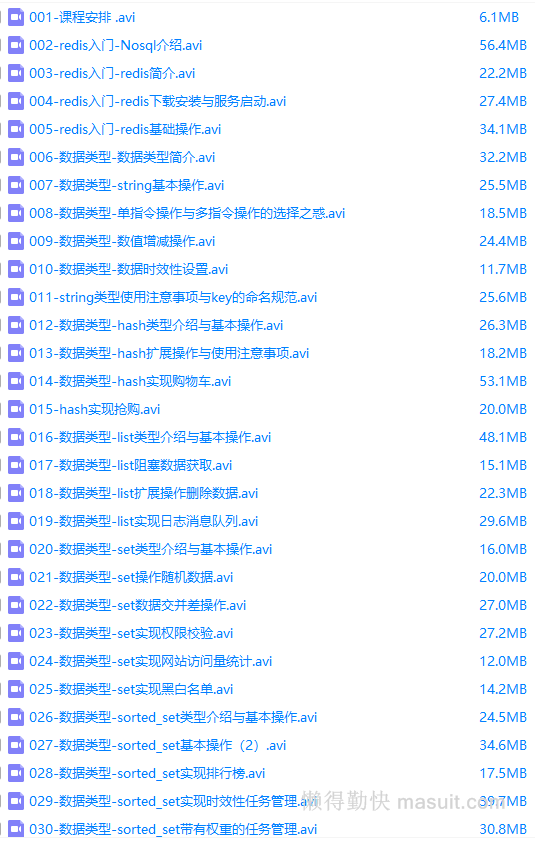 001-课程安排 .avi 6.1MB
002-redis入门-Nosql介绍.avi 56.4MB
003-redis入门-redis简介.avi 22.2MB
004-redis入门-redis下载安装与服务启动.avi 27.4MB
005-redis入门-redis基础操作.avi 34.1MB
006-数据类型-数据类型简介.avi 32.2MB
007-数据类型-string基本操作.avi 25.5MB
008-数据类型-单指令操作与多指令操作的选择之惑.avi 18.5MB
009-数据类型-数值增减操作.avi 24.4MB
010-数据类型-数据时效性设置.avi 11.7MB
011-string类型使用注意事项与key的命名规范.avi 25.6MB
012-数据类型-hash类型介绍与基本操作.avi 26.3MB
013-数据类型-hash扩展操作与使用注意事项.avi 18.2MB
014-数据类型-hash实现购物车.avi 53.1MB
015-hash实现抢购.avi 20.0MB
016-数据类型-list类型介绍与基本操作.avi 48.1MB
017-数据类型-list阻塞数据获取.avi 15.1MB
018-数据类型-list扩展操作删除数据.avi 22.3MB
019-数据类型-list实现日志消息队列.avi 29.6MB
020-数据类型-set类型介绍与基本操作.avi 16.0MB
021-数据类型-set操作随机数据.avi 20.0MB
022-数据类型-set数据交并差操作.avi 27.0MB
023-数据类型-set实现权限校验.avi 27.2MB
024-数据类型-set实现网站访问量统计.avi 12.0MB
025-数据类型-set实现黑白名单.avi 14.2MB
026-数据类型-sorted_set类型介绍与基本操作.avi 24.5MB
027-数据类型-sorted_set基本操作（2）.avi 34.6MB
028-数据类型-sorted_set实现排行榜.avi 17.5MB
029-数据类型-sorted_set实现时效性任务管理.avi 39.7MB
懒得勤快 masuit.com
030-数据类型-sorted_set带有权重的任务管理.avi 30.8MB